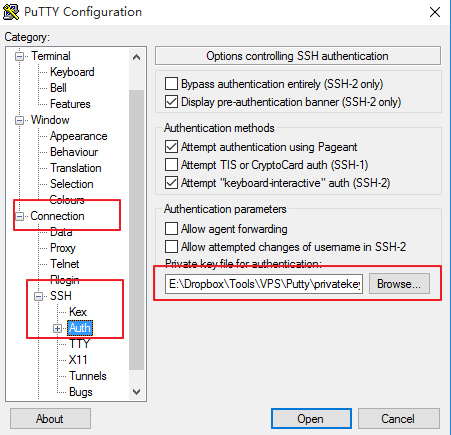 PuTTY Configuration
Category:
Terminal
Keyboard
Bell
Features
Window
Appearance
Behaviour
Translation
Selection
Colours
Connection
Data
Proxy
Telnet
Rlogin
SSH
Kex
Auth
TTY
X11
Tunnels
Bugs
Options controlling SSH authentication
Bypass authentication entirely (SSH-2 only)
Display pre-authentication banner (SSH-2 only)
Authentication methods
Attempt authentication using Pageant
Attempt TIS or CryptoCard auth (SSH-1)
Attempt "keyboard-interactive" auth (SSH-2)
Authentication parameters
Allow agent forwarding
Allow attempted changes of username in SSH-2
Private key file for authentication:
E:\Dropbox\Tools\VPS\Putty\privatekey Browse...
About Open Cancel